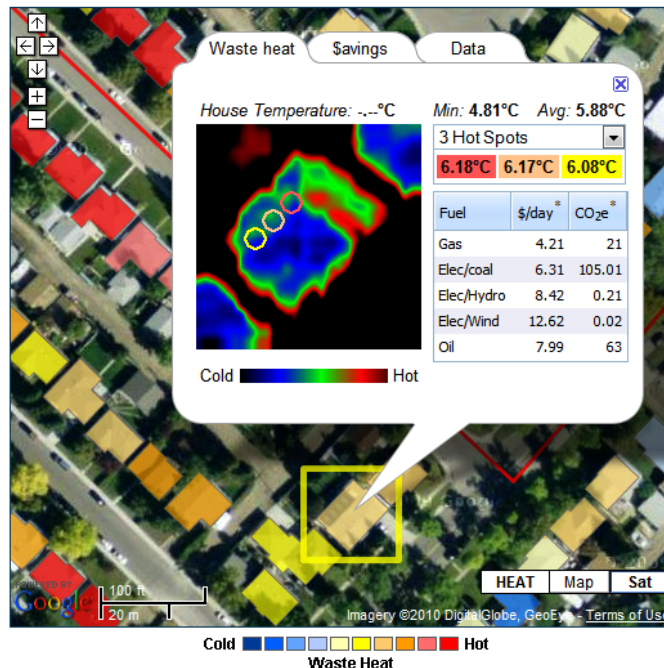 Waste heat
$avings
Data
House Temperature: -.--°C
Min: 4.81°C Avg: 5.88°C
3 Hot Spots
6.18°C 6.17°C 6.08°C
Fuel $/day* CO2e*
Gas 4.21 21
Elec/coal 6.31 105.01
Elec/Hydro 8.42 0.21
Elec/Wind 12.62 0.02
Oil 7.99 63
Cold Hot
HEAT Map Sat
POWERED BY
Google
100 ft
20 m
Imagery ©2010 DigitalGlobe, GeoEye - Terms of Use
Cold Hot
Waste Heat